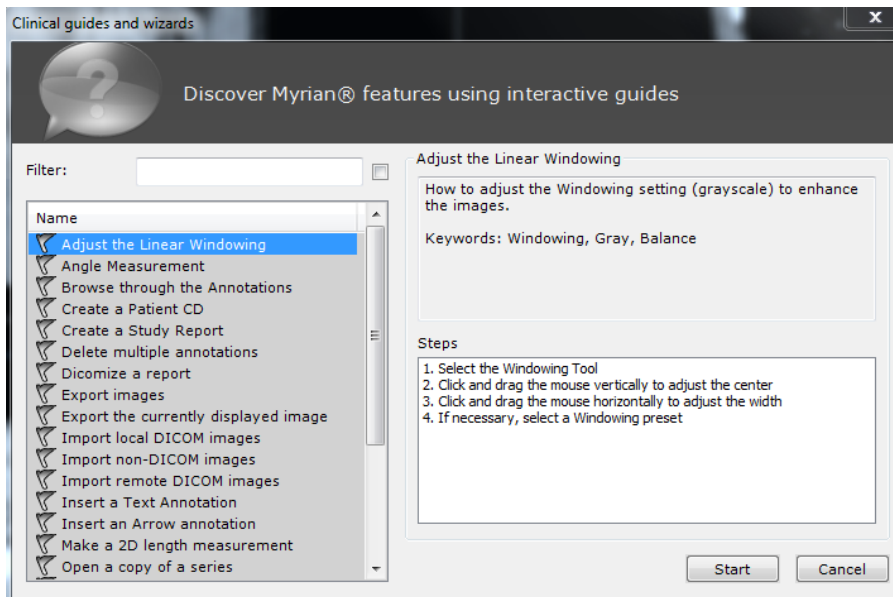 Clinical guides and wizards
x
?
Discover Myrian® features using interactive guides
Filter:
Name
Adjust the Linear Windowing
Angle Measurement
Browse through the Annotations
Create a Patient CD
Create a Study Report
Delete multiple annotations
Dicomize a report
Export images
Export the currently displayed image
Import local DICOM images
Import non-DICOM images
Import remote DICOM images
Insert a Text Annotation
Insert an Arrow annotation
Make a 2D length measurement
Open a copy of a series
Adjust the Linear Windowing
How to adjust the Windowing setting (grayscale) to enhance
the images.
Keywords: Windowing, Gray, Balance
Steps
1. Select the Windowing Tool
2. Click and drag the mouse vertically to adjust the center
3. Click and drag the mouse horizontally to adjust the width
4. If necessary, select a Windowing preset
Start
Cancel